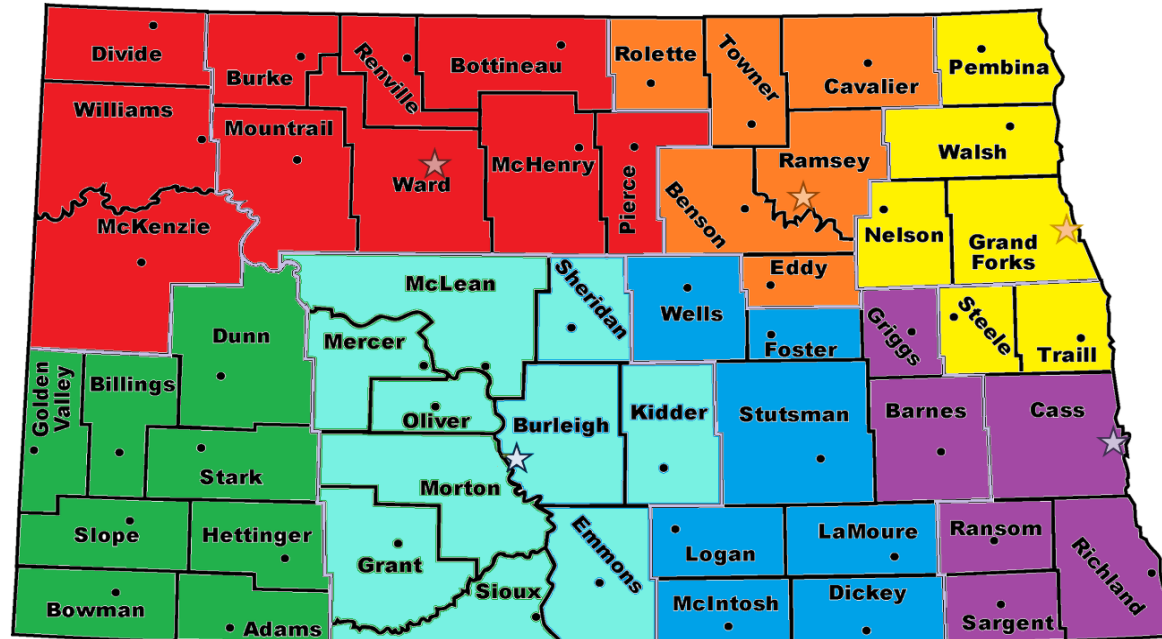 Divide
Burke
Renville
Bottineau
Rolette
Towner
Cavalier
Pembina
Williams
Mountrail
Ward
McHenry
Pierce
Benson
Ramsey
Walsh
McKenzie
Nelson
Grand
Forks
McLean
Sheridan
Wells
Eddy
Foster
Griggs
Steele
Traill
Dunn
Mercer
Golden
Valley
Billings
Oliver
Burleigh
Kidder
Stutsman
Barnes
Cass
Stark
Morton
Slope
Hettinger
Grant
Emmons
Logan
LaMoure
Ransom
Richland
Bowman
Adams
Sioux
McIntosh
Dickey
Sargent